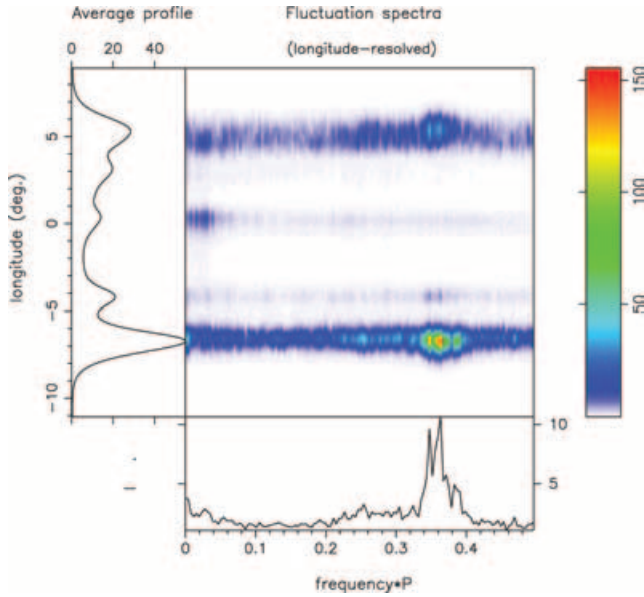 Average profile
Fluctuation spectra
(longitude-resolved)
0 20 40
longitude (deg.)
5
0
-5
-10
150
100
50
10
5
0 0.1 0.2 0.3 0.4
frequency•P